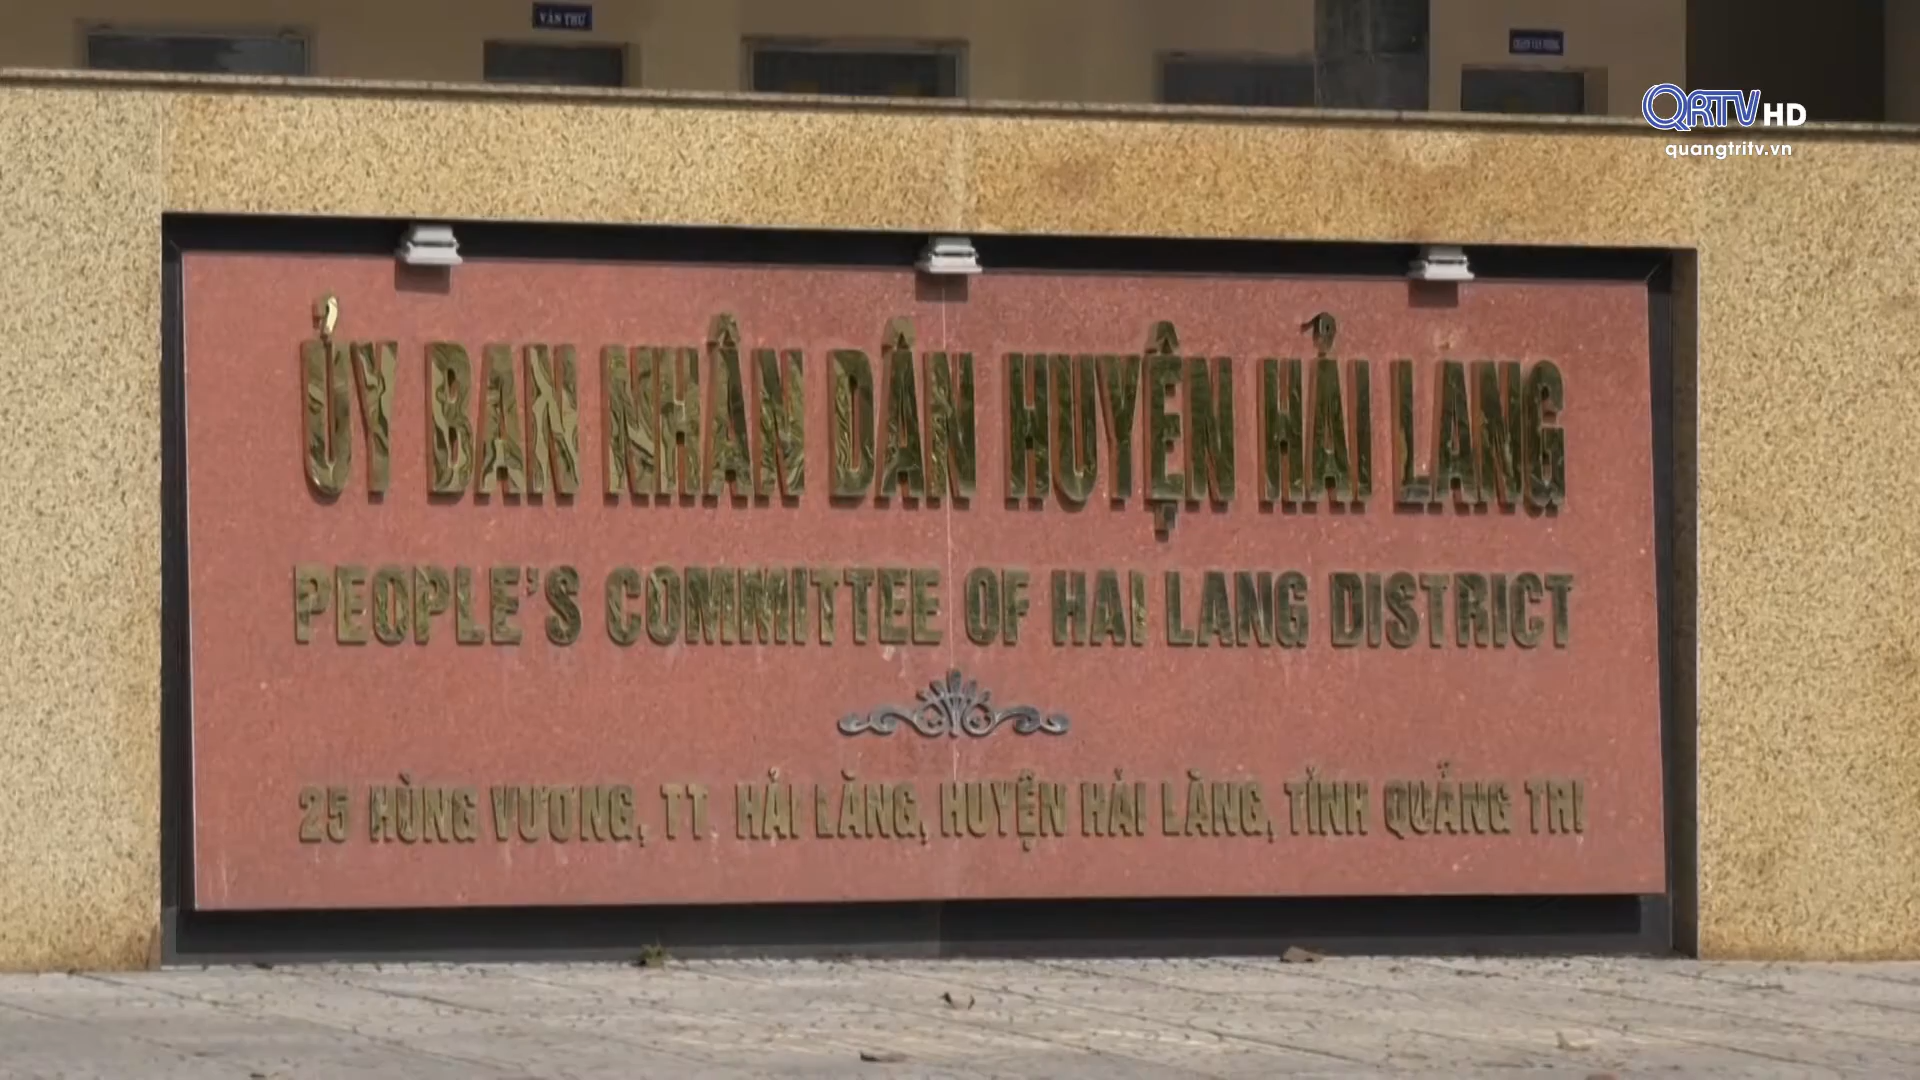 VĂN THƯ
QRTV HD
quangtritv.vn
ỦY BAN NHÂN DÂN HUYỆN HẢI LANG
PEOPLE'S COMMITTEE OF HAI LANG DISTRICT
25 HÙNG VƯƠNG, TT HẢI LĂNG, HUYỆN HẢI LĂNG, TỈNH QUẢNG TRỊ